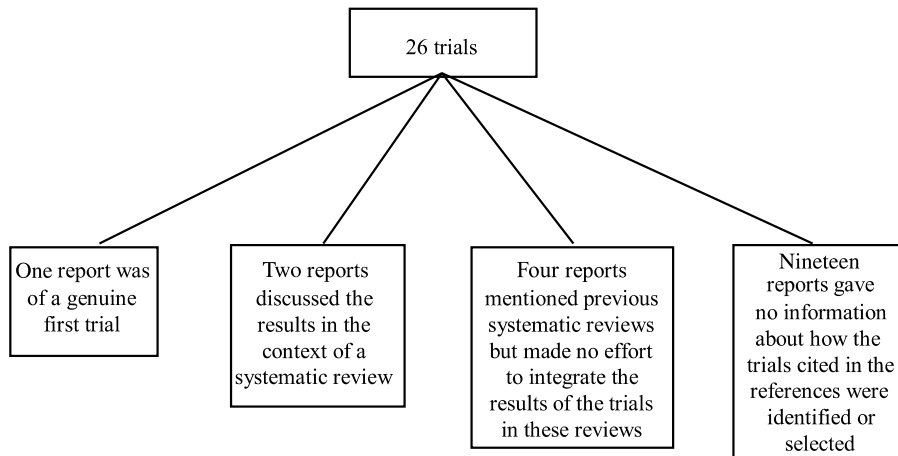 26 trials
One report was
of a genuine
first trial
Two reports
discussed the
results in the
context of a
systematic review
Four reports
mentioned previous
systematic reviews
but made no effort
to integrate the
results of the trials
in these reviews
Nineteen
reports gave
no information
about how the
trials cited in the
references were
identified or
selected